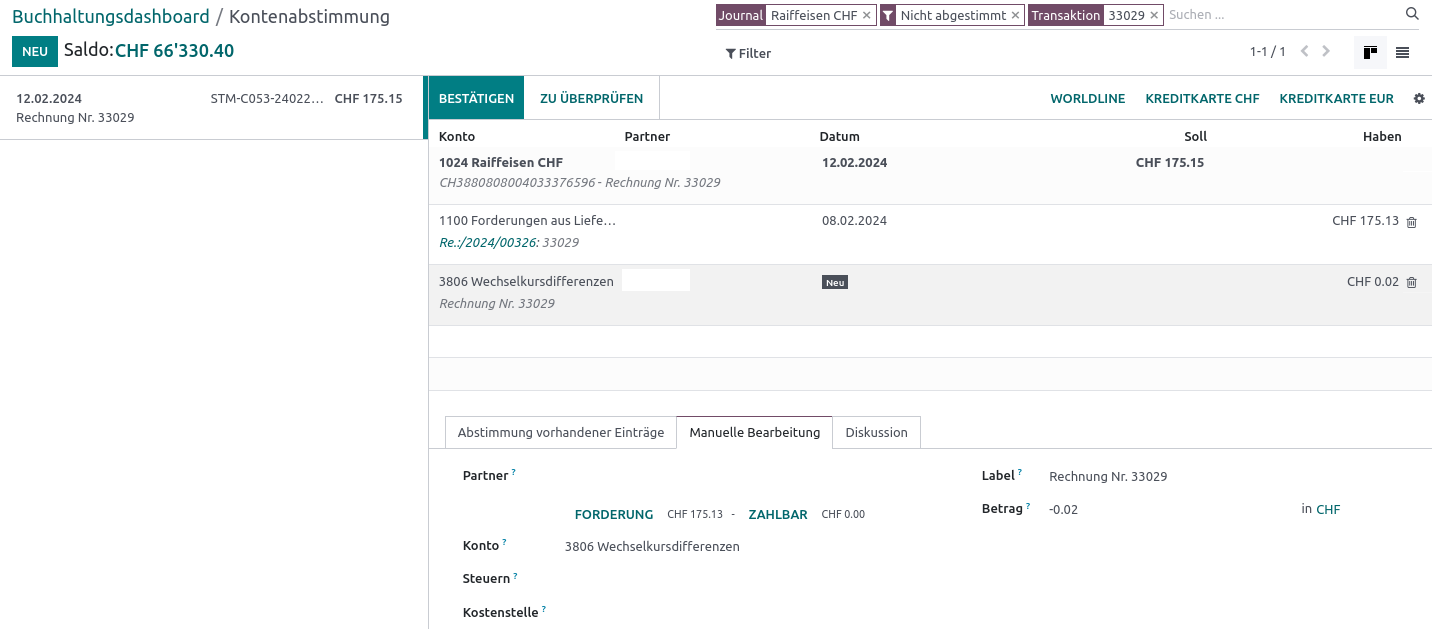 Buchhaltungsdashboard / Kontenabstimmung
Journal Raiffeisen CHF × Nicht abgestimmt × Transaktion 33029 × Suchen ...
NEU Saldo: CHF 66'330.40
Filter
1-1 / 1
12.02.2024 STM-C053-24022… CHF 175.15
Rechnung Nr. 33029
BESTÄTIGEN ZU ÜBERPRÜFEN WORLDLINE KREDITKARTE CHF KREDITKARTE EUR
Konto Partner Datum Soll Haben
1024 Raiffeisen CHF 12.02.2024 CHF 175.15
CH3880808004033376596 - Rechnung Nr. 33029
1100 Forderungen aus Liefe… 08.02.2024 CHF 175.13
Re.:/2024/00326: 33029
3806 Wechselkursdifferenzen Neu CHF 0.02
Rechnung Nr. 33029
Abstimmung vorhandener Einträge Manuelle Bearbeitung Diskussion
Partner ? Label ? Rechnung Nr. 33029
FORDERUNG CHF 175.13 - ZAHLBAR CHF 0.00
Betrag ? -0.02 in CHF
Konto ? 3806 Wechselkursdifferenzen
Steuern ?
Kostenstelle ?